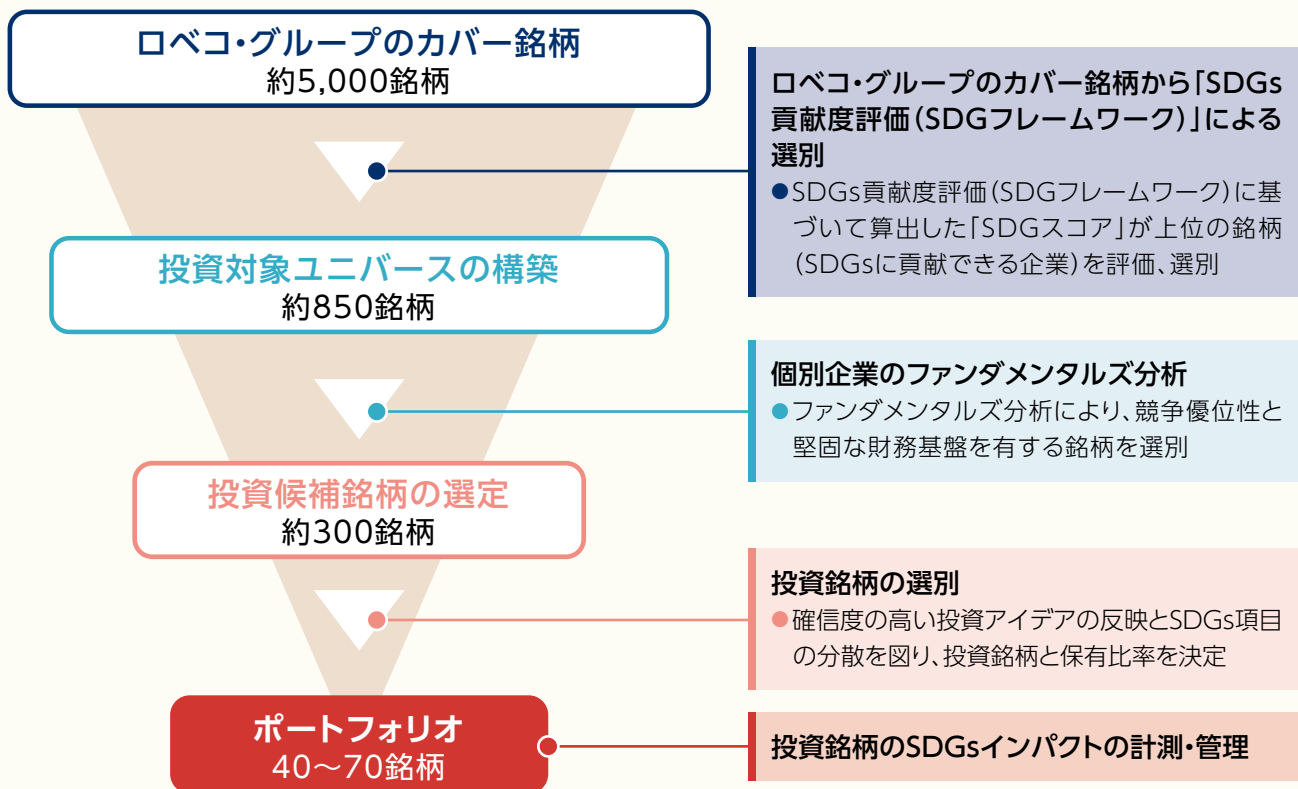 ロベコ・グループのカバー銘柄
約5,000銘柄
ロベコ・グループのカバー銘柄から「SDGs
貢献度評価(SDGフレームワーク)」による
選別
●SDGs貢献度評価(SDGフレームワーク)に基
づいて算出した「SDGスコア」が上位の銘柄
(SDGsに貢献できる企業)を評価、選別
投資対象ユニバースの構築
約850銘柄
個別企業のファンダメンタルズ分析
●ファンダメンタルズ分析により、競争優位性と
堅固な財務基盤を有する銘柄を選別
投資候補銘柄の選定
約300銘柄
投資銘柄の選別
●確信度の高い投資アイデアの反映とSDGs項目
の分散を図り、投資銘柄と保有比率を決定
ポートフォリオ
40〜70銘柄
投資銘柄のSDGsインパクトの計測・管理